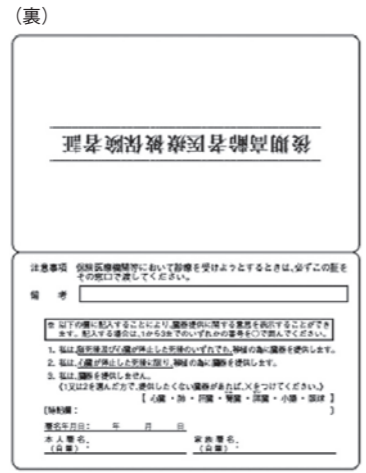 （裏）
後期高齢者医療被保険者証
注意事項 保険医療機関等において診療を受けようとするときは、必ずこの証をその窓口で渡してください。
備考
※ 以下の欄に記入することにより、臓器提供に関する意思を表示することができます。記入する場合は、1から3までのいずれかの番号を○で囲んでください。
1. 私は、脳死後及び心臓が停止した死後のいずれでも、移植の為に臓器を提供します。
2. 私は、心臓が停止した死後に限り、移植の為に臓器を提供します。
3. 私は、臓器を提供しません。
《1又は2を選んだ方で、提供したくない臓器があれば、×をつけてください。》
【 心臓・肺・肝臓・腎臓・膵臓・小腸・眼球 】
〔特記欄： 〕
署名年月日： 年 月 日
本人署名 家族署名
（自筆）： （自筆）：